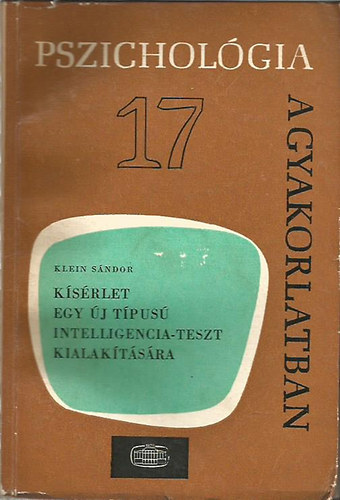 PSZICHOLÓGIA
17
A GYAKORLATBAN
KLEIN SÁNDOR
KÍSÉRLET
EGY ÚJ TÍPUSÚ
INTELLIGENCIA-TESZT
KIALAKÍTÁSÁRA